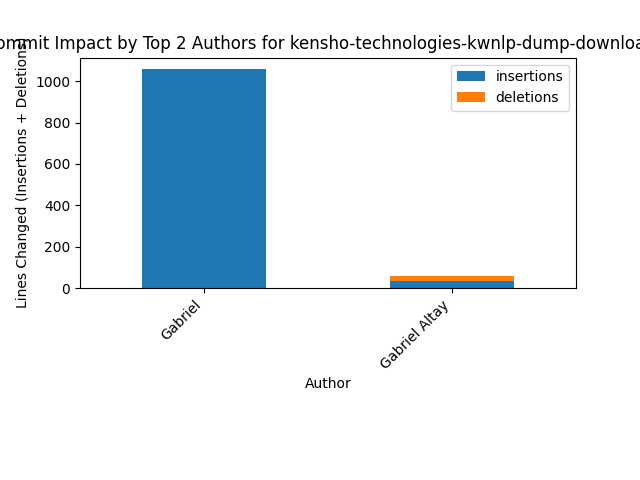 ommit Impact by Top 2 Authors for kensho-technologies-kwnlp-dump-downloa
insertions
deletions
Lines Changed (Insertions + Deletions)
1000
800
600
400
200
0
Gabriel
Gabriel Altay
Author